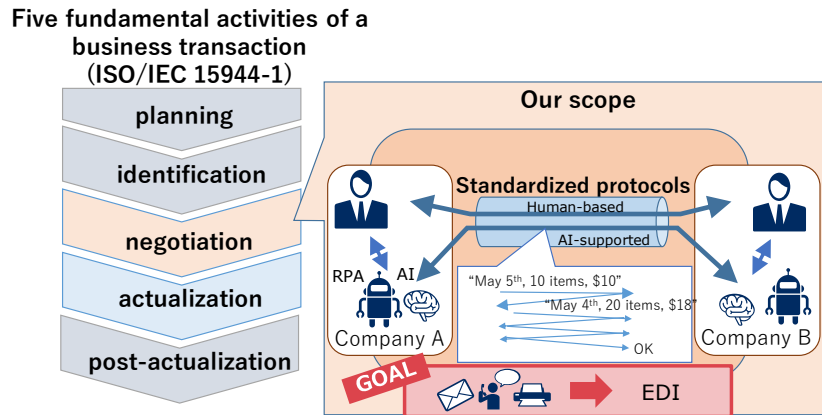 Five fundamental activities of a
business transaction
(ISO/IEC 15944-1)
planning
identification
negotiation
actualization
post-actualization
Our scope
Standardized protocols
Human-based
AI-supported
RPA
AI
Company A
"May 5th, 10 items, $10"
"May 4th, 20 items, $18"
OK
Company B
GOAL
EDI